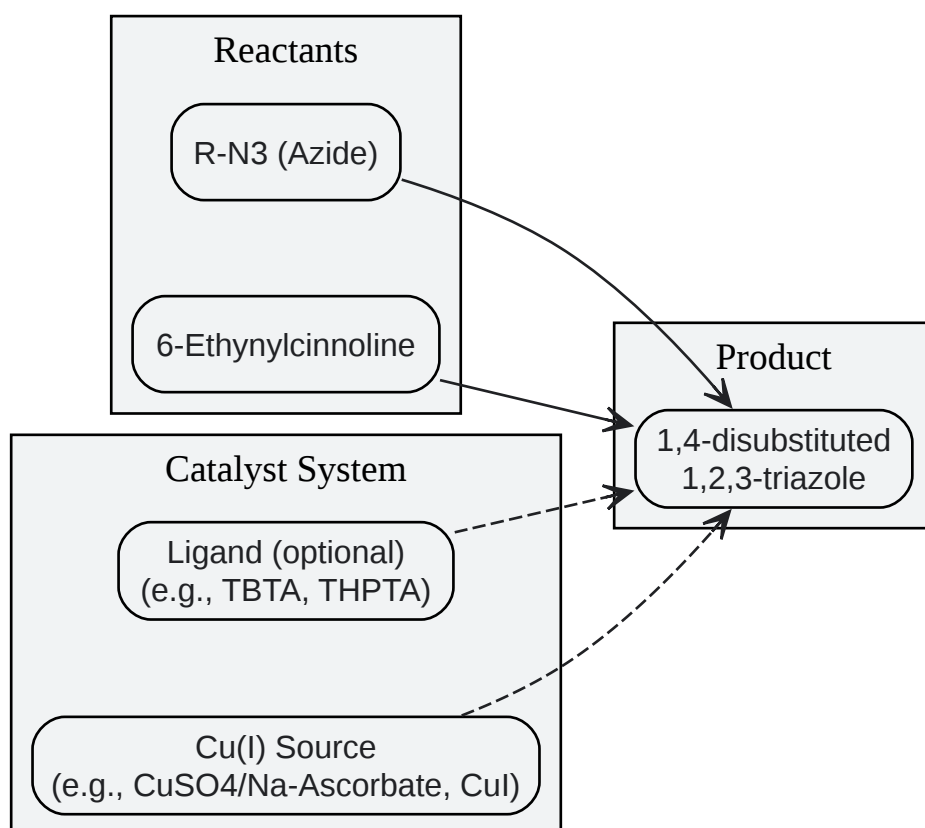 Reactants
R-N3 (Azide)
6-Ethynylcinnoline
Product
1,4-disubstituted
1,2,3-triazole
Catalyst System
Ligand (optional)
(e.g., TBTA, THPTA)
Cu(I) Source
(e.g., CuSO4/Na-Ascorbate, CuI)